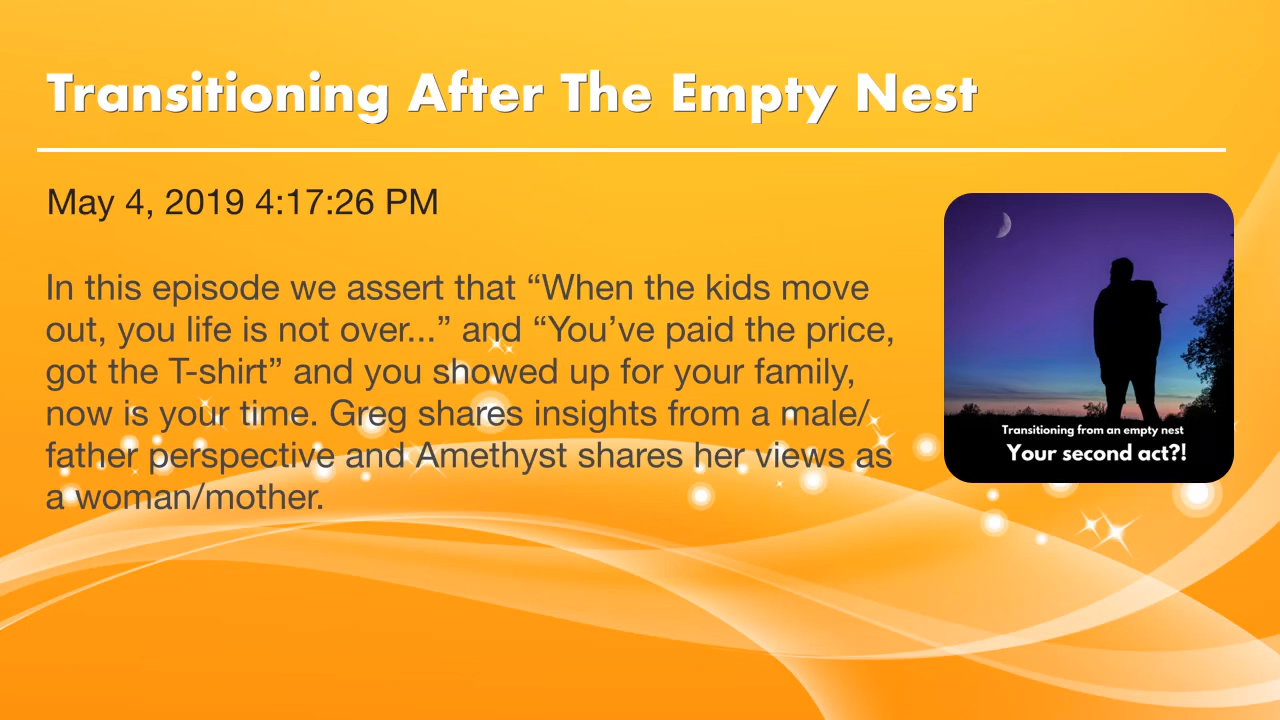 Transitioning After The Empty Nest
May 4, 2019 4:17:26 PM
In this episode we assert that “When the kids move
out, you life is not over...” and “You’ve paid the price,
got the T-shirt” and you showed up for your family,
now is your time. Greg shares insights from a male/
father perspective and Amethyst shares her views as
a woman/mother.
Transitioning from an empty nest
Your second act?!